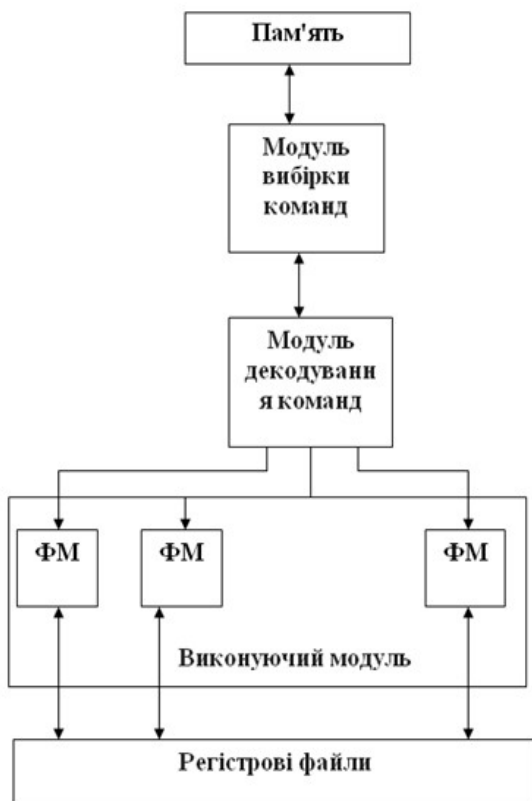 Пам'ять
Модуль
вибірки
команд
Модуль
декодуванн
я команд
ФМ ФМ ФМ
Виконуючий модуль
Регістрові файли